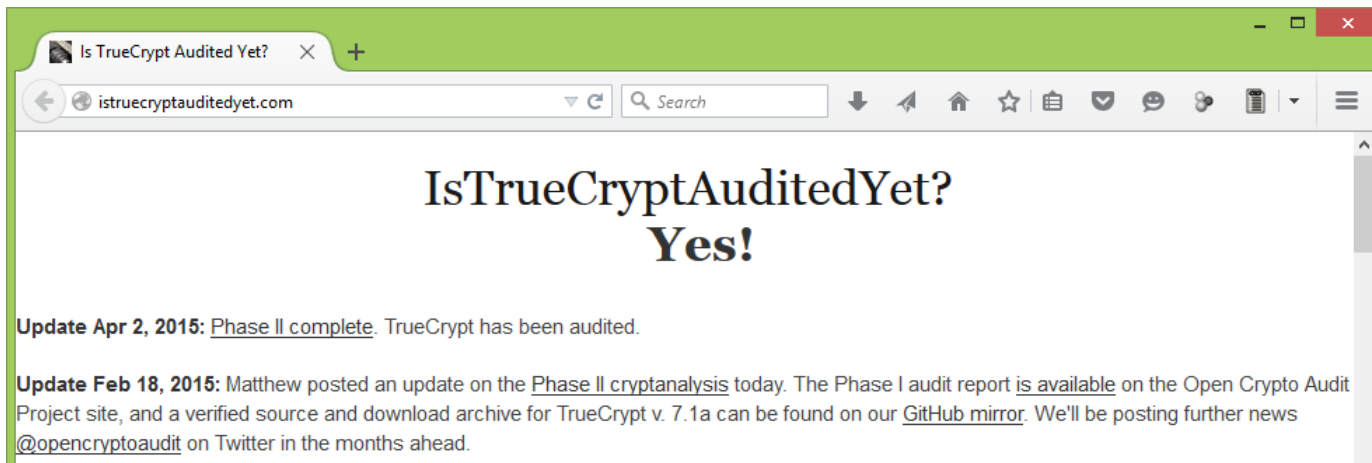 Is TrueCrypt Audited Yet?
istruecryptauditedyet.com
Search
IsTrueCryptAuditedYet?
Yes!
Update Apr 2, 2015: Phase II complete. TrueCrypt has been audited.
Update Feb 18, 2015: Matthew posted an update on the Phase II cryptanalysis today. The Phase I audit report is available on the Open Crypto Audit
Project site, and a verified source and download archive for TrueCrypt v. 7.1a can be found on our GitHub mirror. We'll be posting further news
@opencryptoaudit on Twitter in the months ahead.